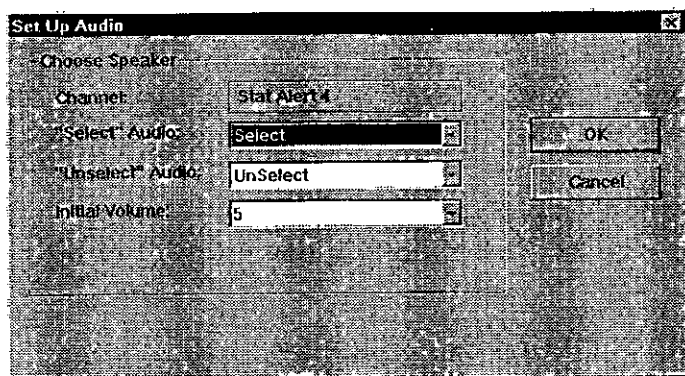 Set Up Audio
Choose Speaker
Channel: Stat Alert 4
"Select" Audio: Select
"Unselect" Audio: UnSelect
Initial Volume: 5
OK
Cancel